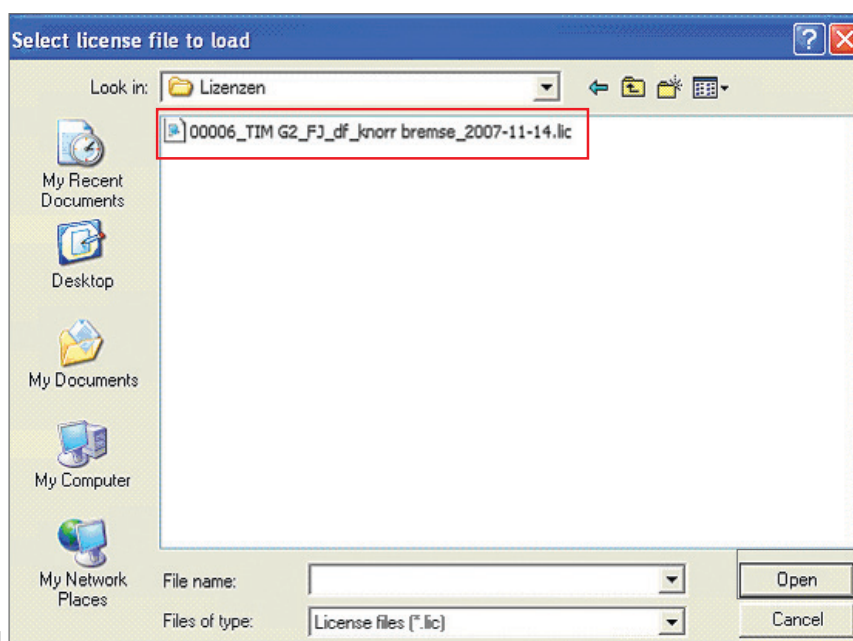 Select license file to load
Look in: Lizenzen
00006_TIM G2_FJ_df_knorr bremse_2007-11-14.lic
My Recent
Documents
Desktop
My Documents
My Computer
My Network
Places
File name:
Open
Files of type: License files (*.lic)
Cancel